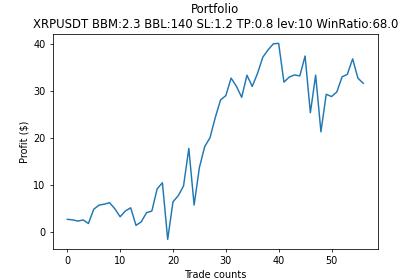 Portfolio
XRPUSDT BBM:2.3 BBL:140 SL:1.2 TP:0.8 lev:10 WinRatio:68.0
Profit ($)
40
30
20
10
0
0 10 20 30 40 50
Trade counts